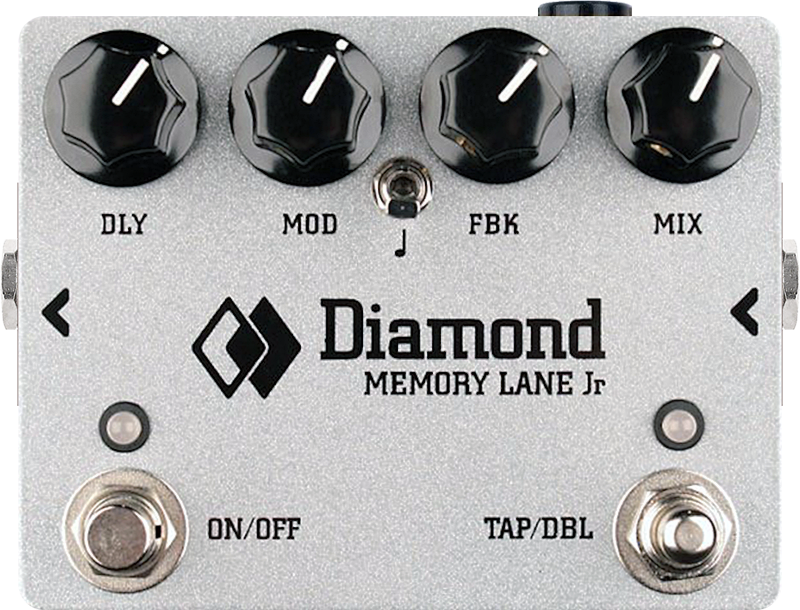 DLY MOD FBK MIX
♩
Diamond
MEMORY LANE Jr
ON/OFF TAP/DBL